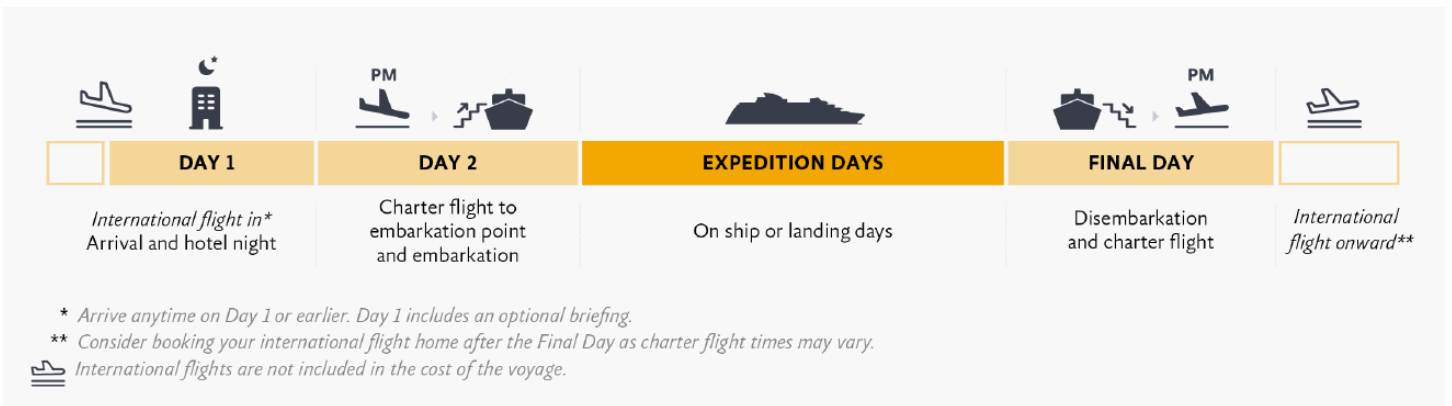 PM
PM
DAY 1
DAY 2
EXPEDITION DAYS
FINAL DAY
International flight in*
Arrival and hotel night
Charter flight to
embarkation point
and embarkation
On ship or landing days
Disembarkation
and charter flight
International
flight onward**
* Arrive anytime on Day 1 or earlier. Day 1 includes an optional briefing.
** Consider booking your international flight home after the Final Day as charter flight times may vary.
International flights are not included in the cost of the voyage.